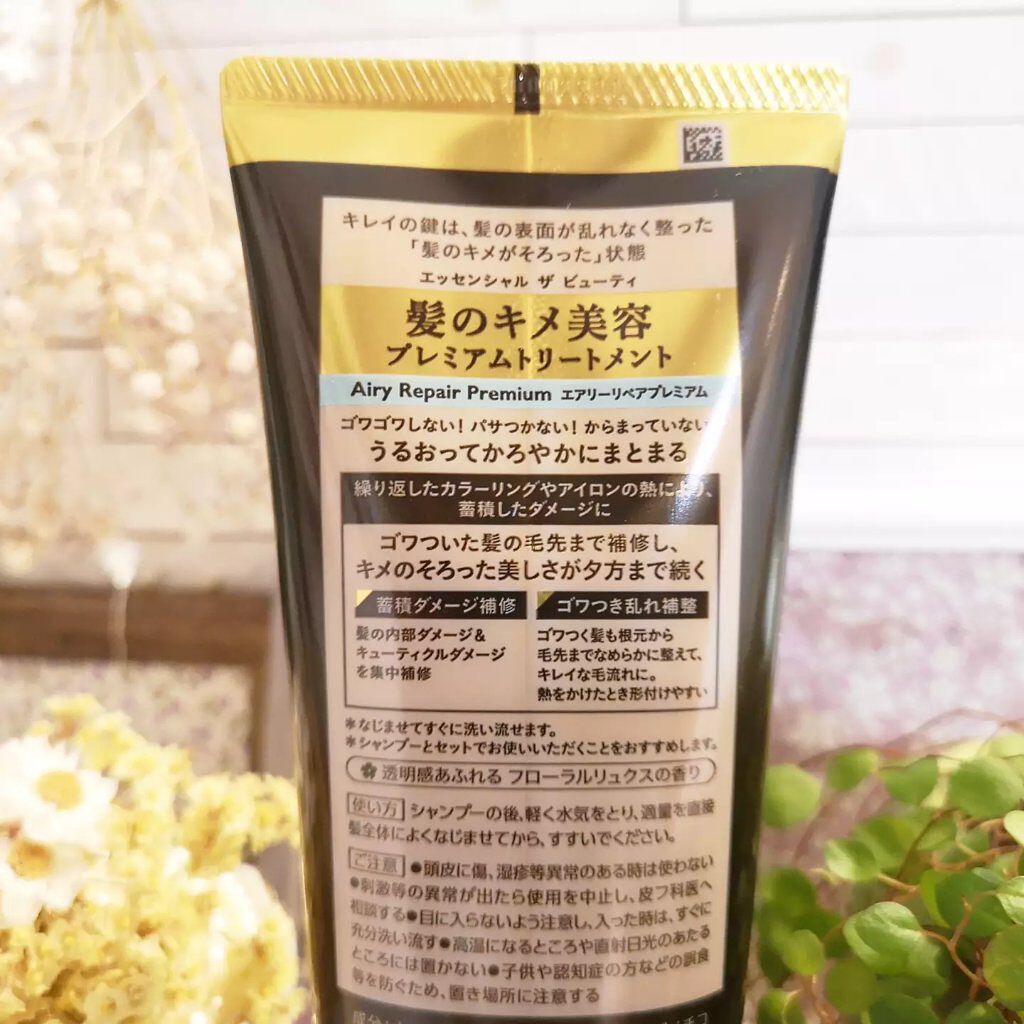 キレイの鍵は、髪の表面が乱れなく整った
「髪のキメがそろった」状態
エッセンシャル ザ ビューティ
髪のキメ美容
プレミアムトリートメント
Airy Repair Premium エアリーリペアプレミアム
ゴワゴワしない! パサつかない! からまっていない
うるおってかろやかにまとまる
繰り返したカラーリングやアイロンの熱により、
蓄積したダメージに
ゴワついた髪の毛先まで補修し、
キメのそろった美しさが夕方まで続く
蓄積ダメージ補修
髪の内部ダメージ&
キューティクルダメージ
を集中補修
ゴワつき乱れ補整
ゴワつく髪も根元から
毛先までなめらかに整えて、
キレイな毛流れに。
熱をかけたとき形付けやすい
*なじませてすぐに洗い流せます。
*シャンプーとセットでお使いいただくことをおすすめします。
透明感あふれる フローラルリュクスの香り
使い方 シャンプーの後、軽く水気をとり、適量を直接
髪全体によくなじませてから、すすいでください。
ご注意 ●頭皮に傷、湿疹等異常のある時は使わない
●刺激等の異常が出たら使用を中止し、皮フ科医へ
相談する●目に入らないよう注意し、入った時は、すぐに
充分洗い流す●高温になるところや直射日光のあたる
ところには置かない●子供や認知症の方などの誤食
等を防ぐため、置き場所に注意する